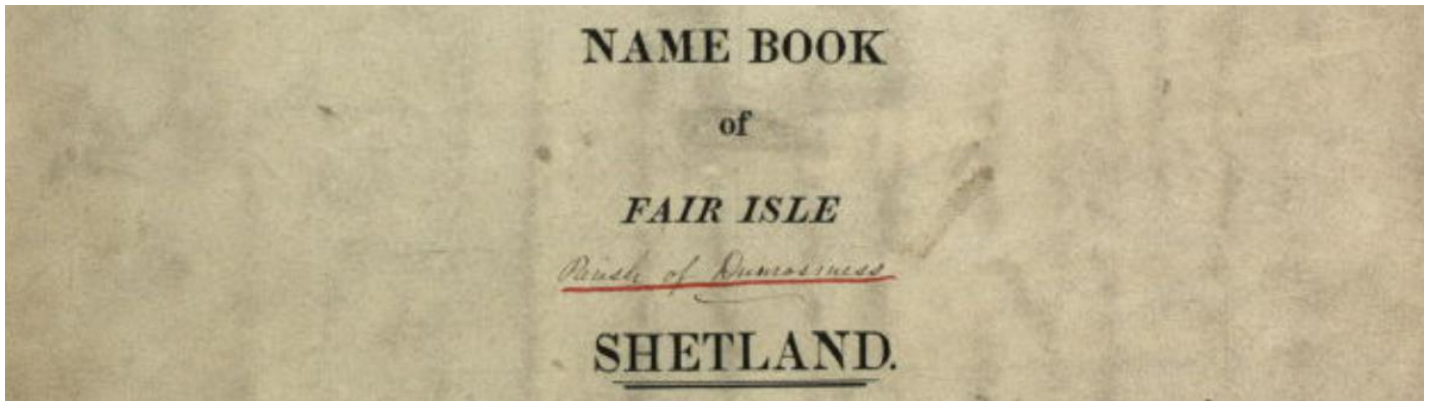 NAME BOOK
of
FAIR ISLE
Parish of Dunrossness
SHETLAND.